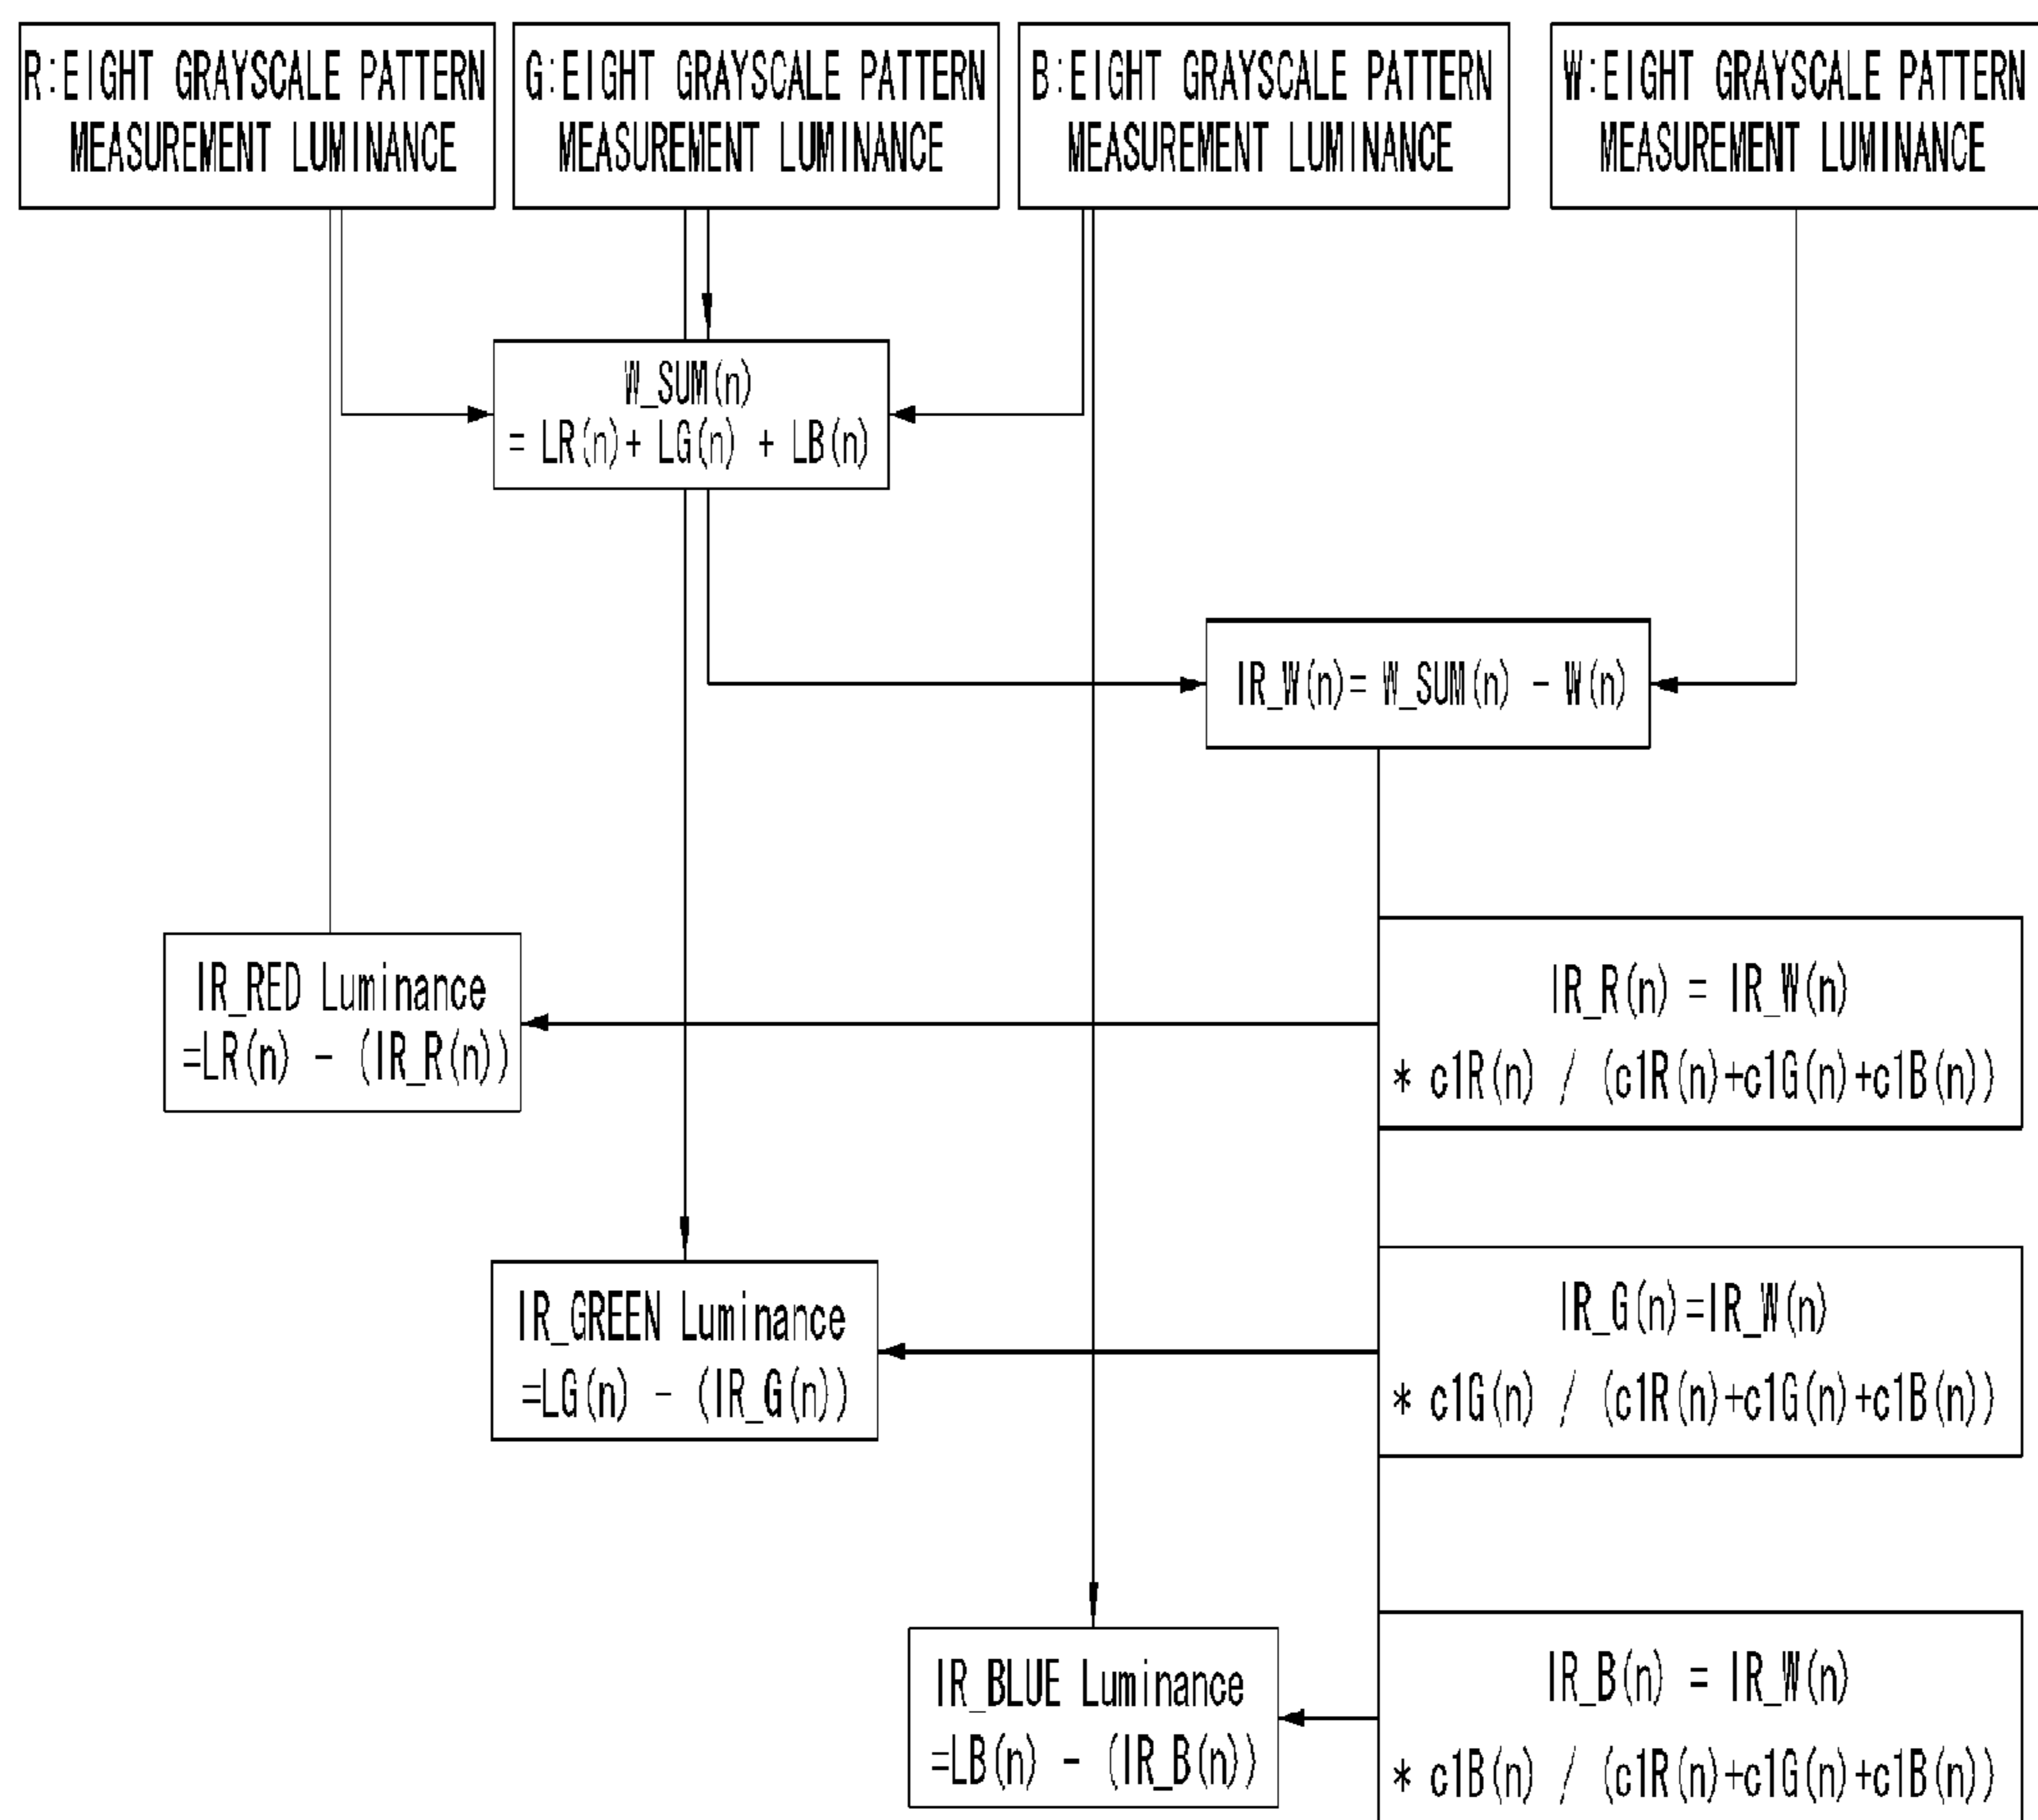 R:EIGHT GRAYSCALE PATTERN
MEASUREMENT LUMINANCE
G:EIGHT GRAYSCALE PATTERN
MEASUREMENT LUMINANCE
B:EIGHT GRAYSCALE PATTERN
MEASUREMENT LUMINANCE
W:EIGHT GRAYSCALE PATTERN
MEASUREMENT LUMINANCE
W_SUM(n)
= LR(n)+ LG(n) + LB(n)
IR_W(n)= W_SUM(n) - W(n)
IR_RED Luminance
=LR(n) - (IR_R(n))
IR_R(n) = IR_W(n)
* c1R(n) / (c1R(n)+c1G(n)+c1B(n))
IR_GREEN Luminance
=LG(n) - (IR_G(n))
IR_G(n)=IR_W(n)
* c1G(n) / (c1R(n)+c1G(n)+c1B(n))
IR_BLUE Luminance
=LB(n) - (IR_B(n))
IR_B(n) = IR_W(n)
* c1B(n) / (c1R(n)+c1G(n)+c1B(n))